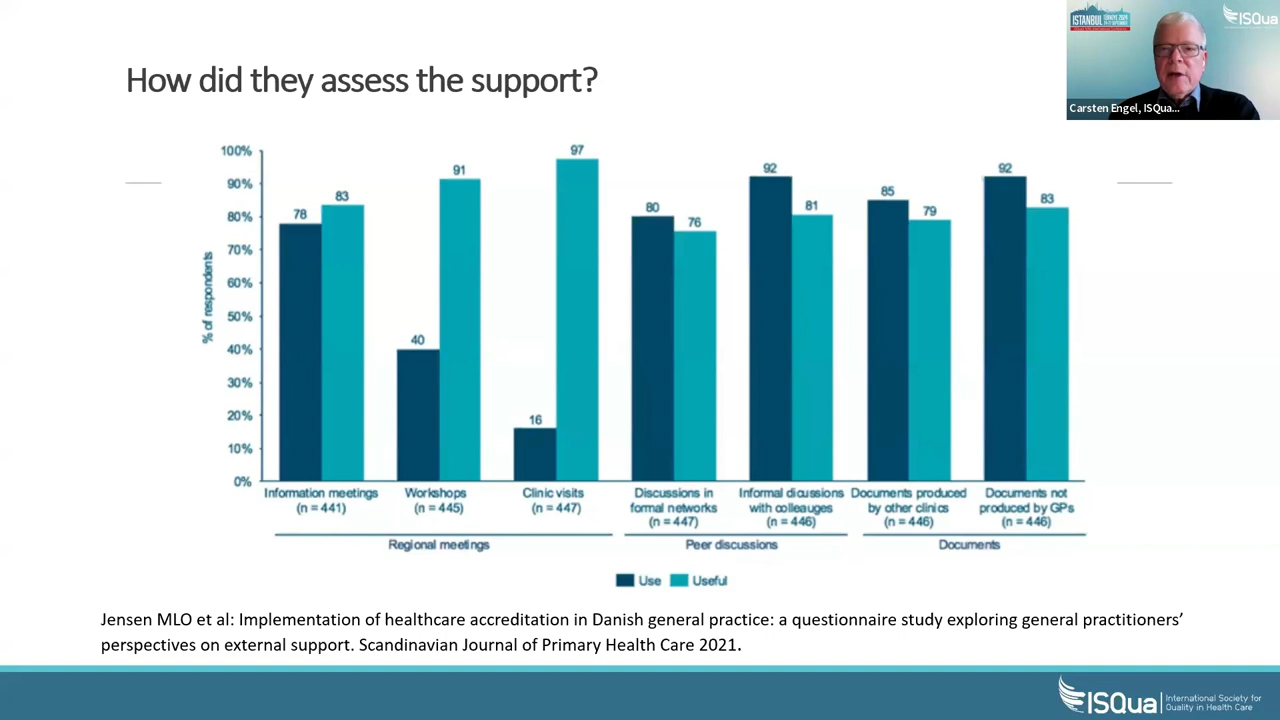 How did they assess the support?
ISTANBUL
ISQua
Carsten Engel, ISQua...
100%
90%
80%
70%
60%
50%
40%
30%
20%
10%
0%
% of respondents
78
83
40
91
16
97
80
76
92
81
85
79
92
83
Information meetings
(n = 441)
Workshops
(n = 445)
Clinic visits
(n = 447)
Discussions in
formal networks
(n = 447)
Informal dicussions
with colleauges
(n = 446)
Documents produced
by other clinics
(n = 446)
Documents not
produced by GPs
(n = 446)
Regional meetings
Peer discussions
Documents
Use
Useful
Jensen MLO et al: Implementation of healthcare accreditation in Danish general practice: a questionnaire study exploring general practitioners’
perspectives on external support. Scandinavian Journal of Primary Health Care 2021.
ISQua
International Society for
Quality in Health Care